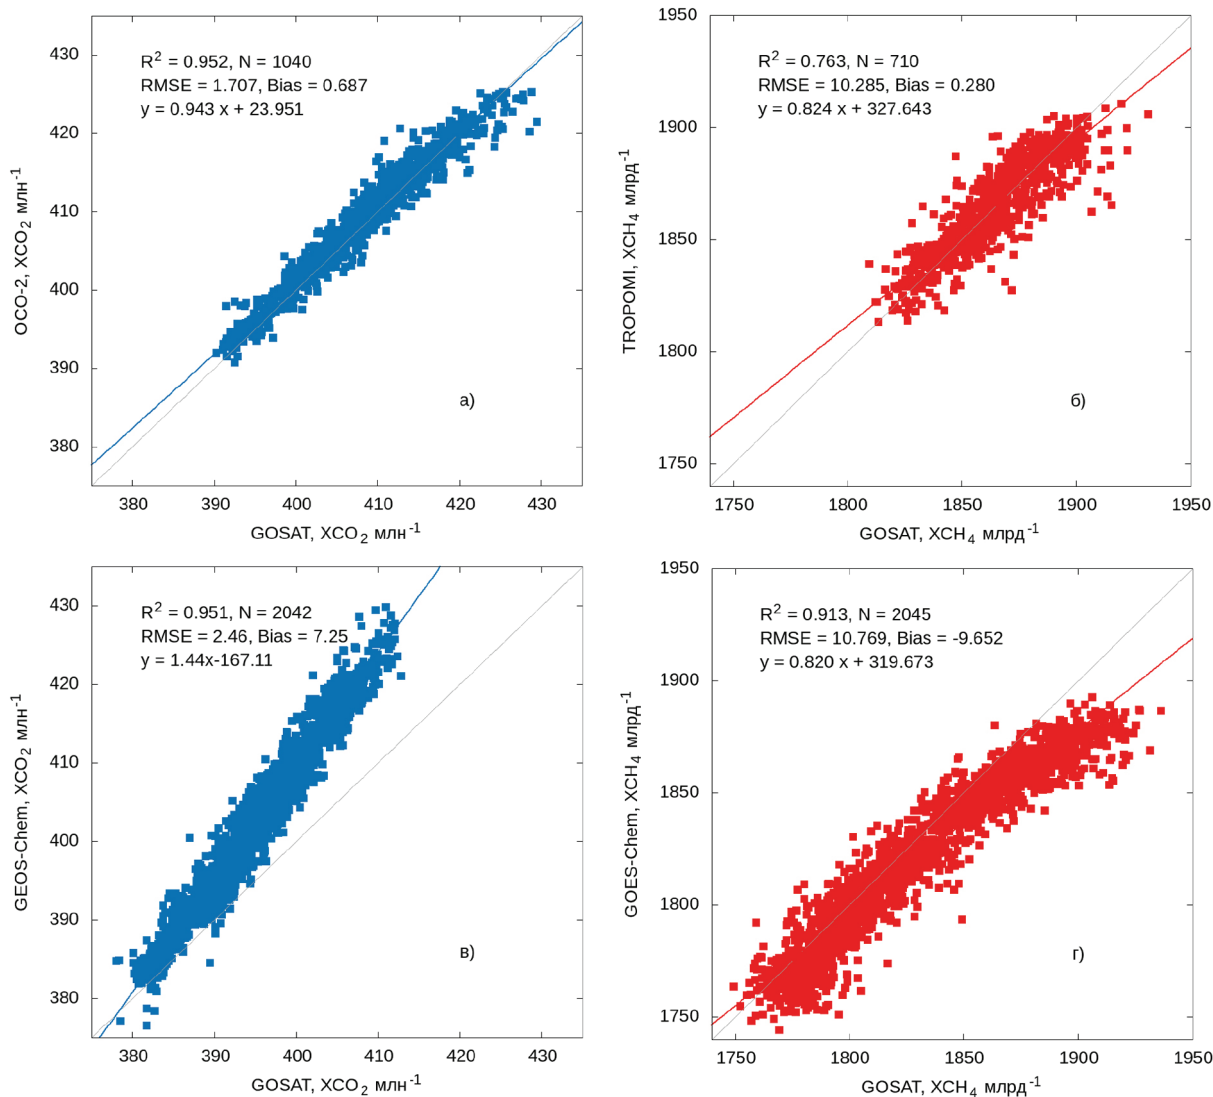 430
420
410
400
390
380
OCO-2, XCO2 млн-1
R2 = 0.952, N = 1040
RMSE = 1.707, Bias = 0.687
y = 0.943 x + 23.951
а)
380 390 400 410 420 430
GOSAT, XCO2 млн-1
1950
1900
1850
1800
1750
TROPOMI, XCH4 млрд-1
R2 = 0.763, N = 710
RMSE = 10.285, Bias = 0.280
y = 0.824 x + 327.643
б)
1750 1800 1850 1900 1950
GOSAT, XCH4 млрд-1
430
420
410
400
390
380
GEOS-Chem, XCO2 млн-1
R2 = 0.951, N = 2042
RMSE = 2.46, Bias = 7.25
y = 1.44x-167.11
в)
380 390 400 410 420 430
GOSAT, XCO2 млн-1
1950
1900
1850
1800
1750
GOES-Chem, XCH4 млрд-1
R2 = 0.913, N = 2045
RMSE = 10.769, Bias = -9.652
y = 0.820 x + 319.673
г)
1750 1800 1850 1900 1950
GOSAT, XCH4 млрд-1